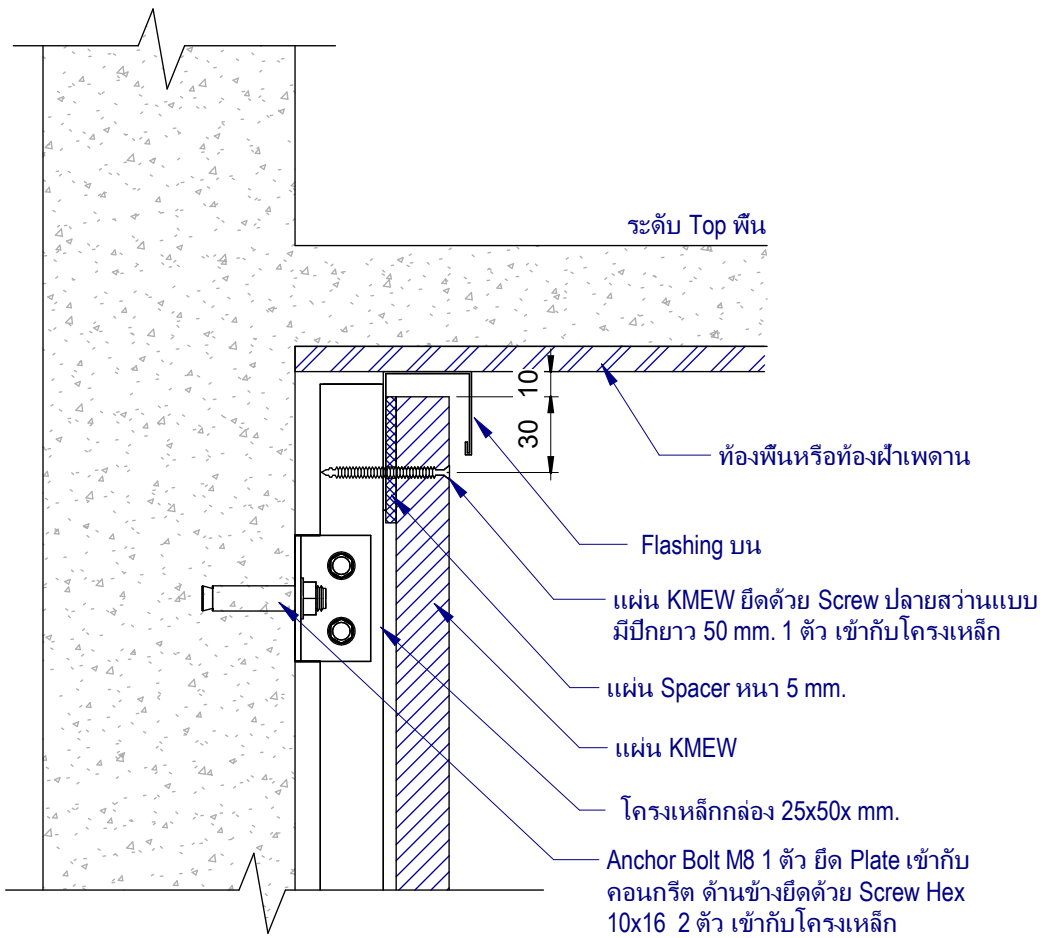 ระดับ Top พื้น
10
30
ท้องพื้นหรือท้องฝ้าเพดาน
Flashing บน
แผ่น KMEW ยึดด้วย Screw ปลายสว่านแบบ
มีปีกยาว 50 mm. 1 ตัว เข้ากับโครงเหล็ก
แผ่น Spacer หนา 5 mm.
แผ่น KMEW
โครงเหล็กกล่อง 25x50x mm.
Anchor Bolt M8 1 ตัว ยึด Plate เข้ากับ
คอนกรีต ด้านข้างยึดด้วย Screw Hex
10x16 2 ตัว เข้ากับโครงเหล็ก